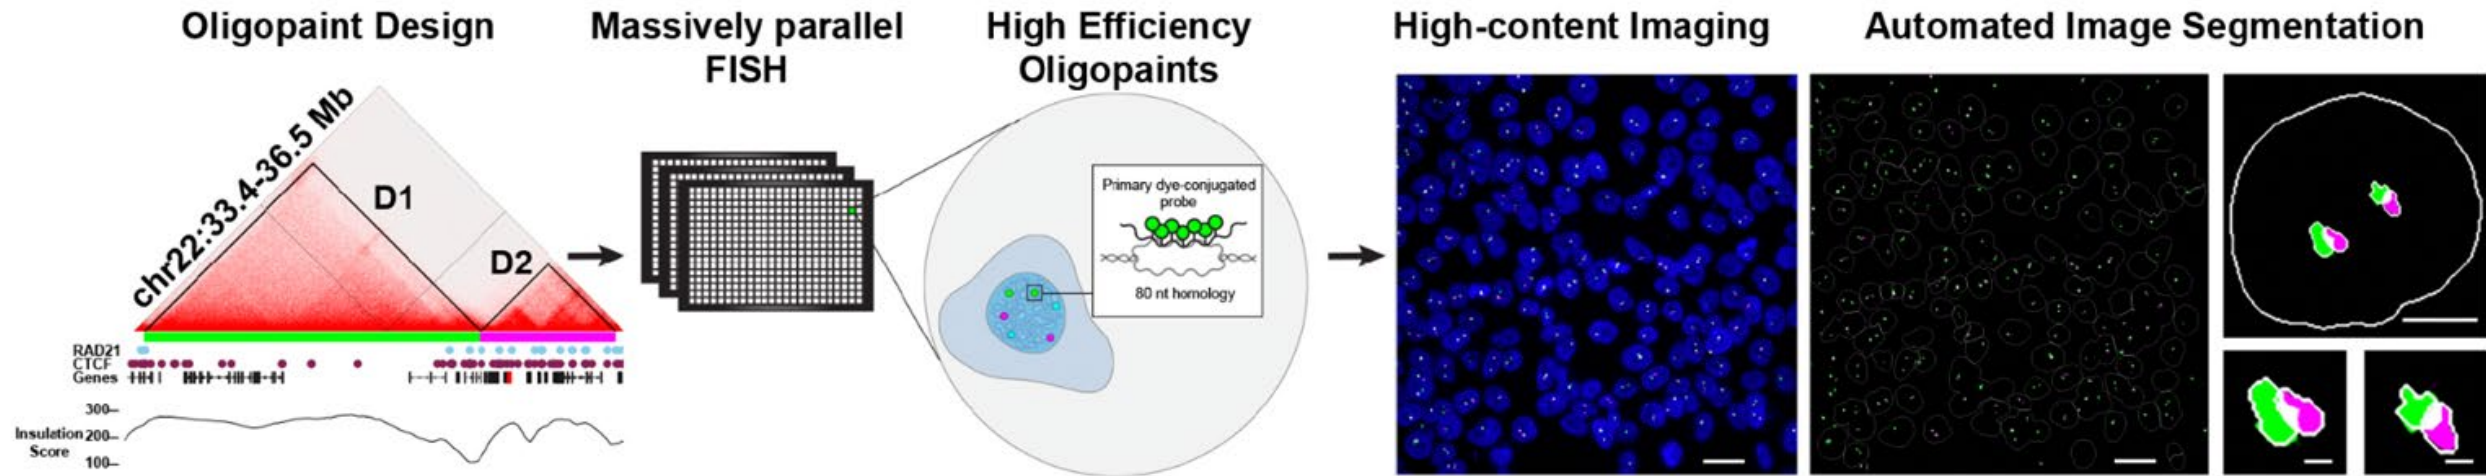 Oligopaint Design
Massively parallel
FISH
High Efficiency
Oligopaints
High-content Imaging
Automated Image Segmentation
chr22:33.4-36.5 Mb
D1
D2
RAD21
CTCF
Genes
300
Insulation
Score
200
100
Primary dye-conjugated
probe
80 nt homology